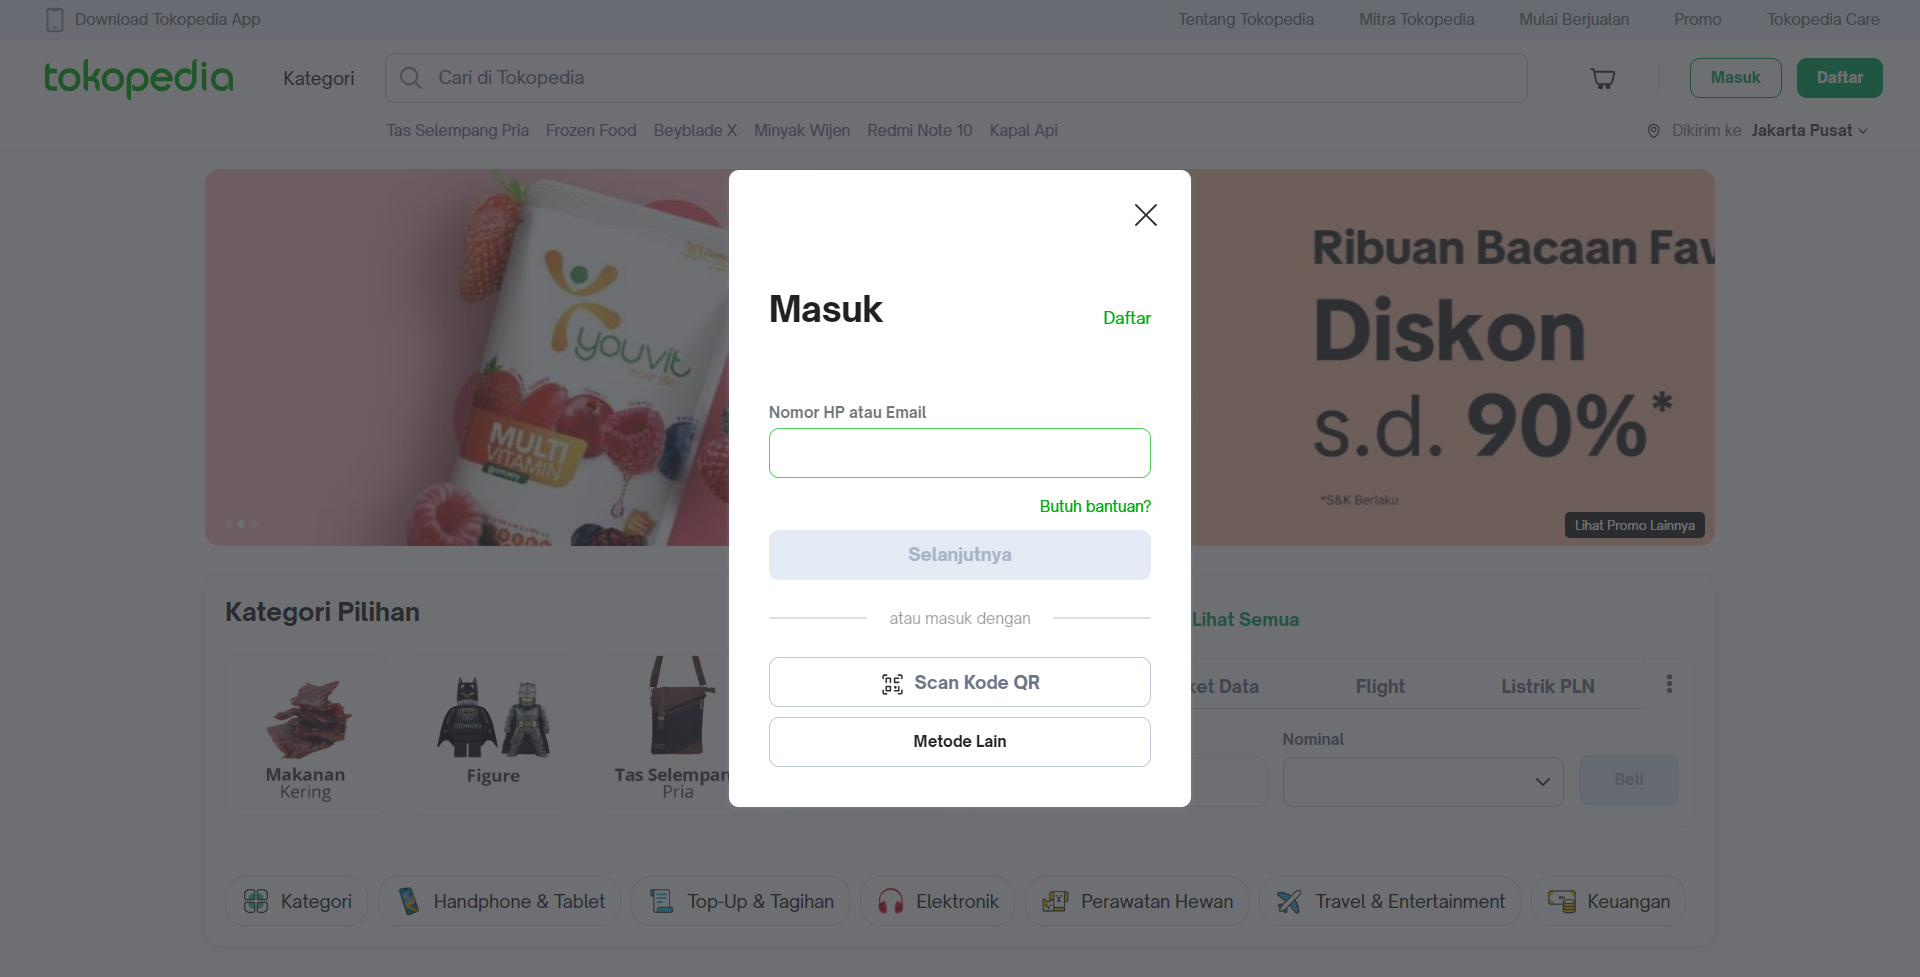 Download Tokopedia App
Tentang Tokopedia
Mitra Tokopedia
Mulai Berjualan
Promo
Tokopedia Care
tokopedia
Kategori
Cari di Tokopedia
Masuk
Daftar
Tas Selempang Pria
Frozen Food
Beyblade X
Minyak Wijen
Redmi Note 10
Kapal Api
Dikirim ke Jakarta Pusat
youvit
MULTI
VITAMIN
gummy
Ribuan Bacaan Fav
Diskon
s.d. 90%*
*S&K Berlaku
Lihat Promo Lainnya
Masuk
Daftar
Nomor HP atau Email
Butuh bantuan?
Selanjutnya
atau masuk dengan
Scan Kode QR
Metode Lain
Kategori Pilihan
Lihat Semua
Makanan
Kering
Figure
Tas Selempan
Pria
ket Data
Flight
Listrik PLN
Nominal
Beli
Kategori
Handphone & Tablet
Top-Up & Tagihan
Elektronik
Perawatan Hewan
Travel & Entertainment
Keuangan